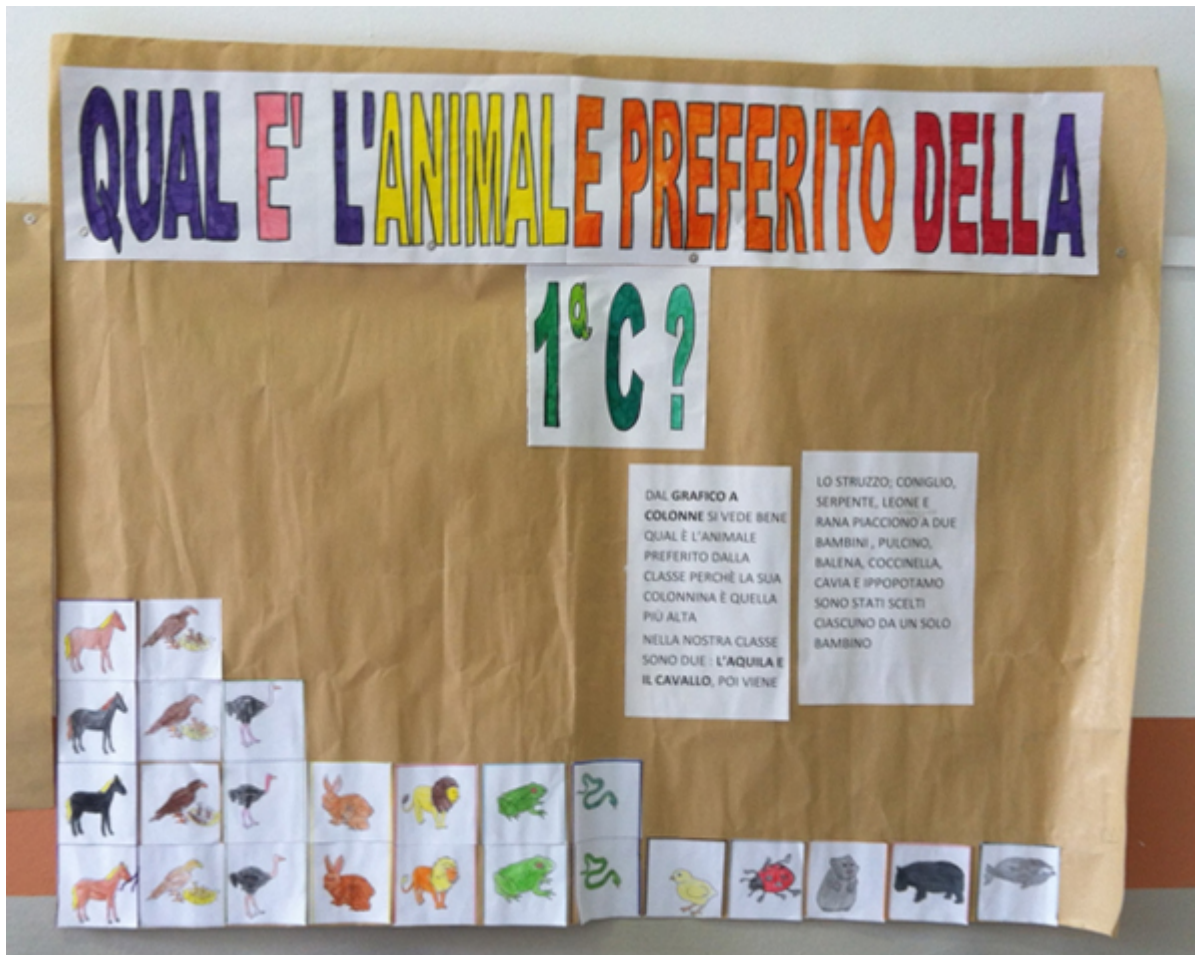 QUAL E' L'ANIMALE PREFERITO DELLA
1ª C ?
DAL GRAFICO A
COLONNE SI VEDE BENE
QUAL È L'ANIMALE
PREFERITO DALLA
CLASSE PERCHÈ LA SUA
COLONNINA È QUELLA
PIÙ ALTA
NELLA NOSTRA CLASSE
SONO DUE : L'AQUILA E
IL CAVALLO, POI VIENE
LO STRUZZO; CONIGLIO,
SERPENTE, LEONE E
RANA PIACCIONO A DUE
BAMBINI , PULCINO,
BALENA, COCCINELLA,
CAVIA E IPPOPOTAMO
SONO STATI SCELTI
CIASCUNO DA UN SOLO
BAMBINO